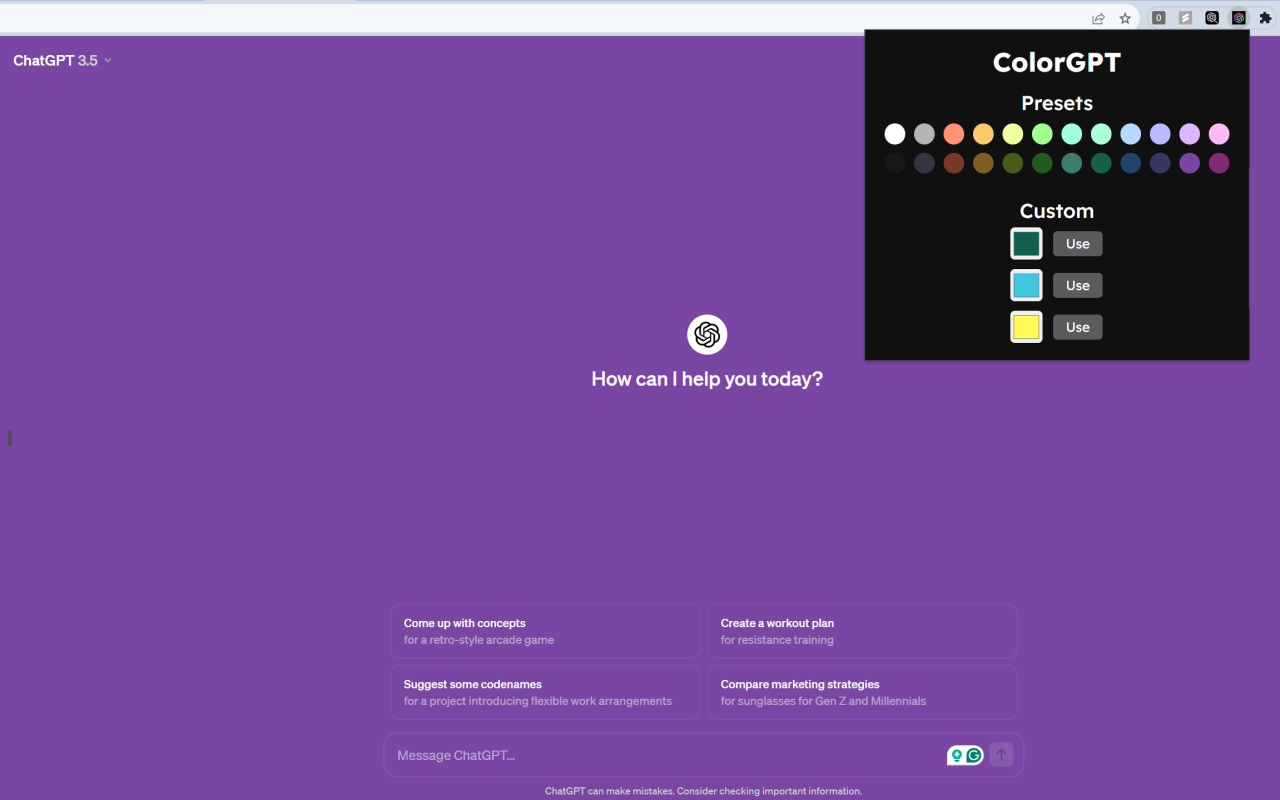 0
ChatGPT 3.5
ColorGPT
Presets
Custom
Use
Use
Use
How can I help you today?
Come up with concepts
for a retro-style arcade game
Create a workout plan
for resistance training
Suggest some codenames
for a project introducing flexible work arrangements
Compare marketing strategies
for sunglasses for Gen Z and Millennials
Message ChatGPT...
ChatGPT can make mistakes. Consider checking important information.